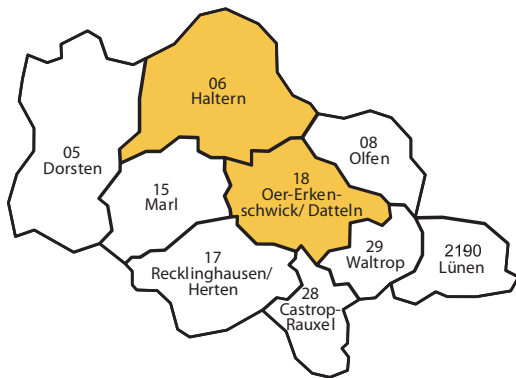 06
Haltern
05
Dorsten
08
Olfen
15
Marl
18
Oer-Erken-
schwick/ Datteln
17
Recklinghausen/
Herten
29
Waltrop
2190
Lünen
28
Castrop-
Rauxel